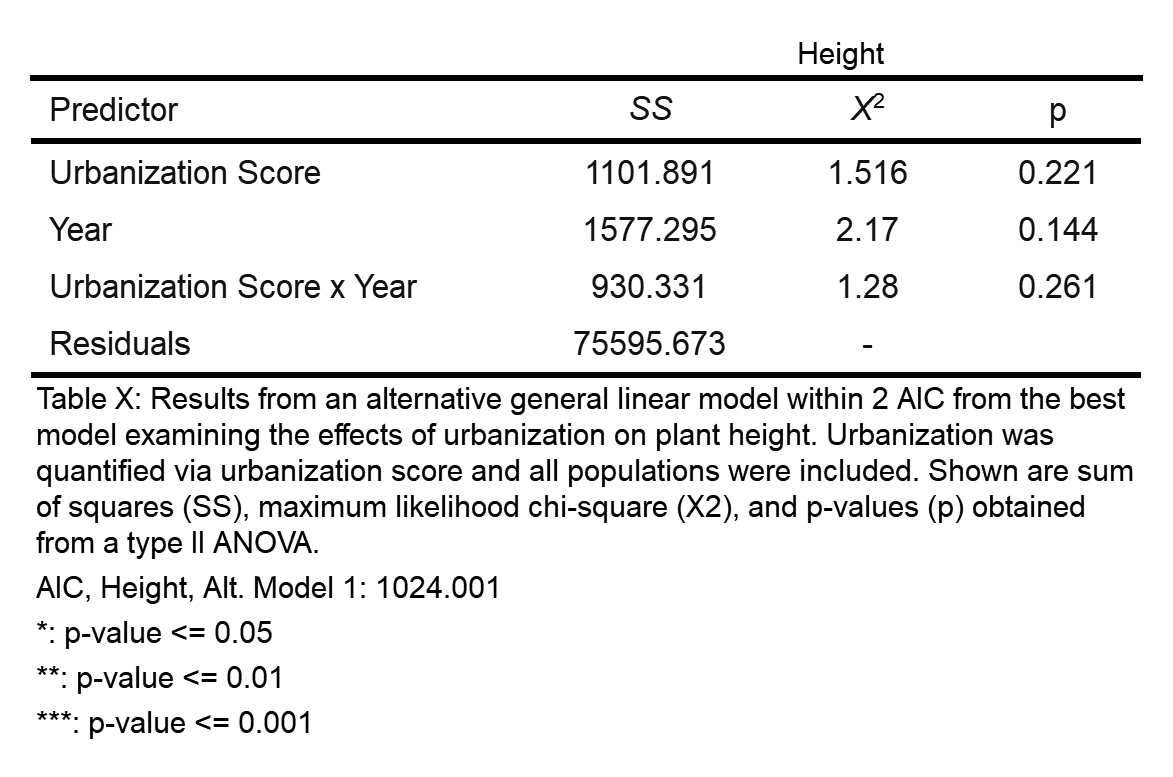 Height
Predictor SS X² p
Urbanization Score 1101.891 1.516 0.221
Year 1577.295 2.17 0.144
Urbanization Score x Year 930.331 1.28 0.261
Residuals 75595.673 -
Table X: Results from an alternative general linear model within 2 AIC from the best
model examining the effects of urbanization on plant height. Urbanization was
quantified via urbanization score and all populations were included. Shown are sum
of squares (SS), maximum likelihood chi-square (X2), and p-values (p) obtained
from a type II ANOVA.
AIC, Height, Alt. Model 1: 1024.001
*: p-value <= 0.05
**: p-value <= 0.01
***: p-value <= 0.001